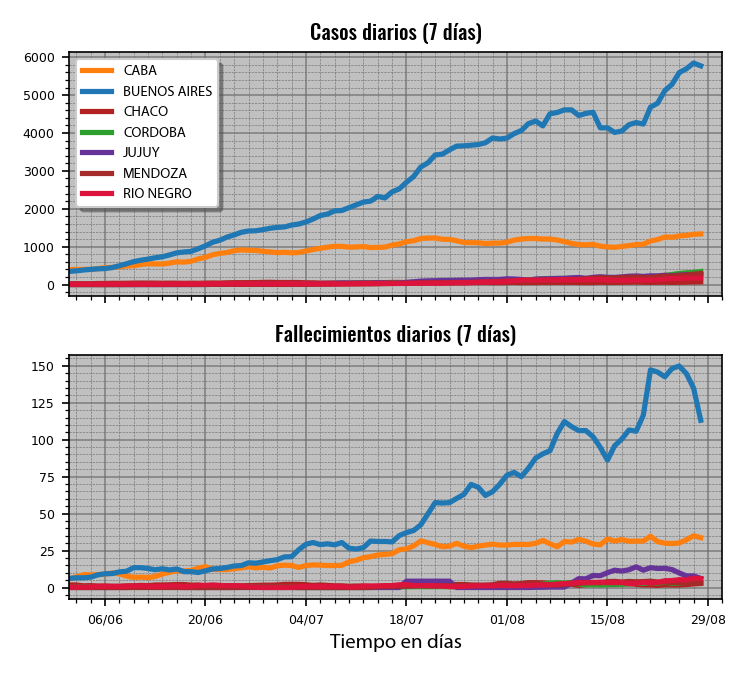 Casos diarios (7 días)
6000
5000
4000
3000
2000
1000
0
CABA
BUENOS AIRES
CHACO
CORDOBA
JUJUY
MENDOZA
RIO NEGRO
Fallecimientos diarios (7 días)
150
125
100
75
50
25
0
06/06 20/06 04/07 18/07 01/08 15/08 29/08
Tiempo en días